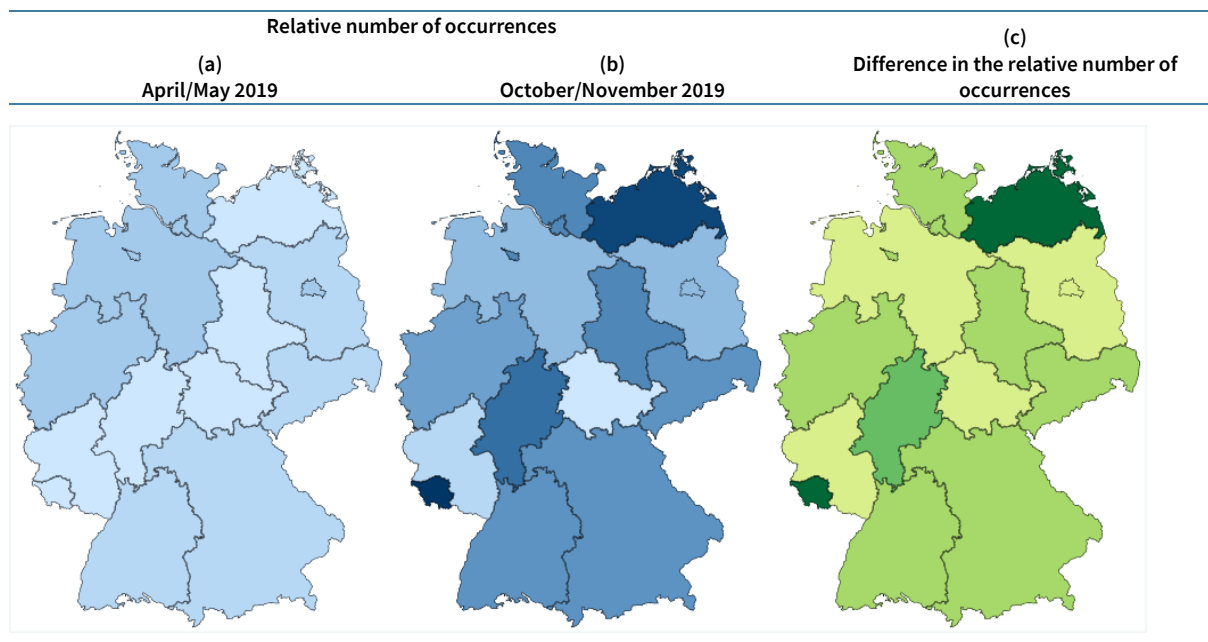 Relative number of occurrences
(a)
April/May 2019
(b)
October/November 2019
(c)
Difference in the relative number of
occurrences